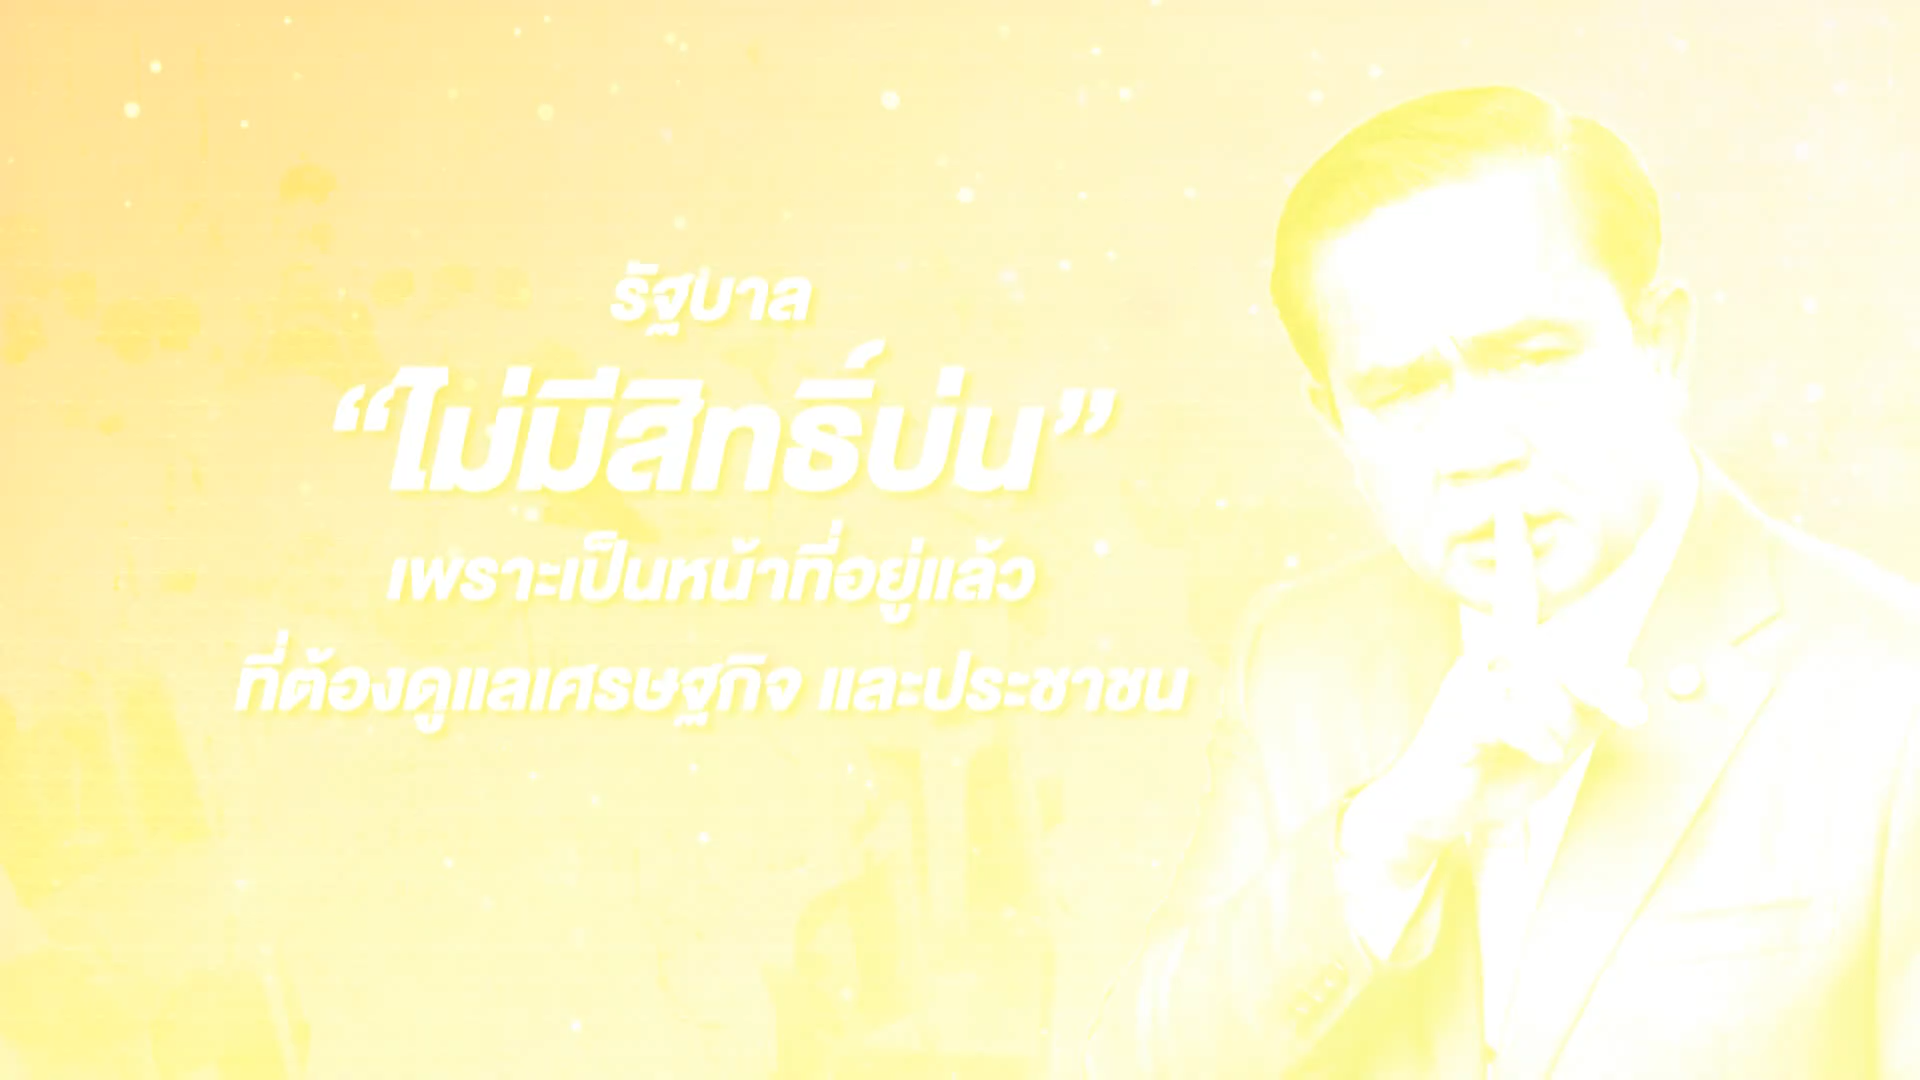 รัฐบาล
“ไม่มีสิทธิ์บ่น”
เพราะเป็นหน้าที่อยู่แล้ว
ที่ต้องดูแลเศรษฐกิจ และประชาชน